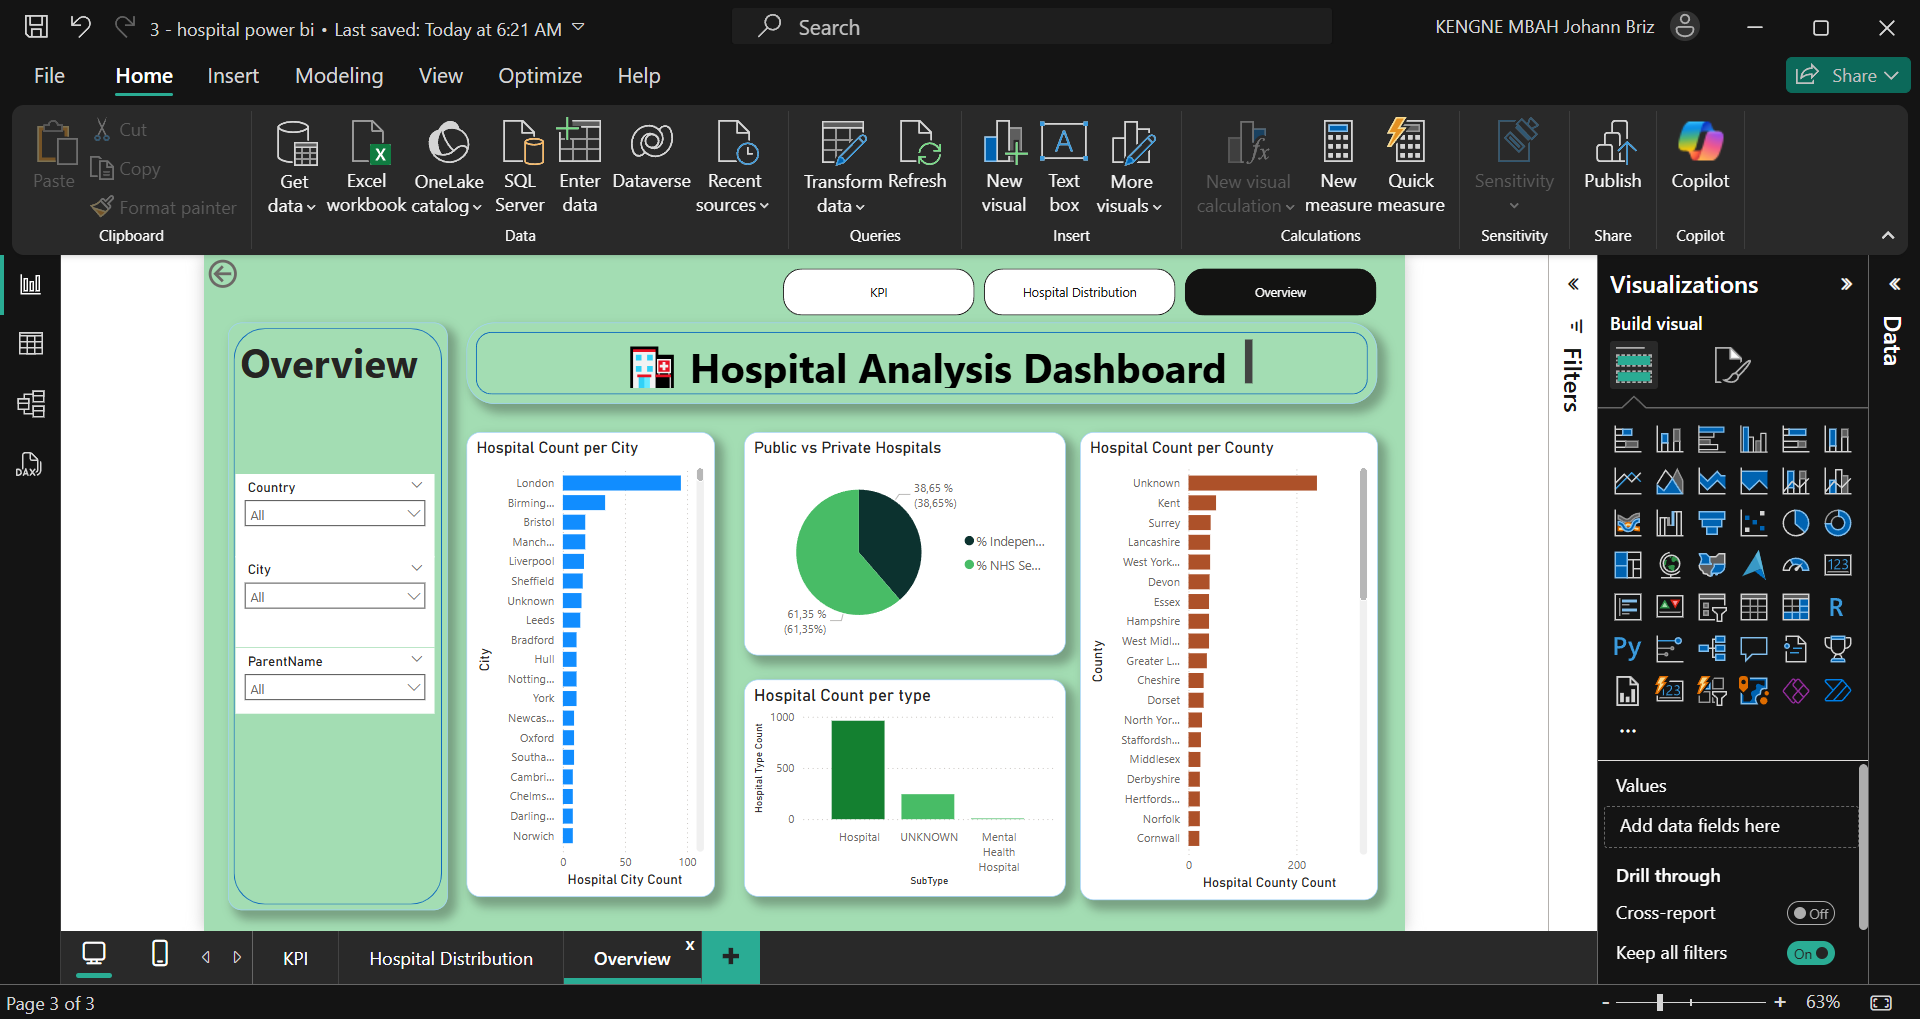 3 - hospital power bi • Last saved: Today at 6:21 AM
Search
KENGNE MBAH Johann Briz
File
Home
Insert
Modeling
View
Optimize
Help
Share
Paste
Cut
Copy
Format painter
Clipboard
Get data
Excel workbook
OneLake catalog
SQL Server
Enter data
Dataverse
Recent sources
Data
Transform data
Refresh
Queries
New visual
Text box
More visuals
Insert
New visual calculation
New measure
Quick measure
Calculations
Sensitivity
Sensitivity
Publish
Share
Copilot
Copilot
DAX
KPI
Hospital Distribution
Overview
Overview
Hospital Analysis Dashboard
Country
All
City
All
ParentName
All
Hospital Count per City
City
London
Birming...
Bristol
Manch...
Liverpool
Sheffield
Unknown
Leeds
Bradford
Hull
Notting...
York
Newcas...
Oxford
Southa...
Cambri...
Chelms...
Darling...
Norwich
0 50 100
Hospital City Count
Public vs Private Hospitals
38,65 %
(38,65%)
61,35 %
(61,35%)
% Indepen...
% NHS Se...
Hospital Count per type
Hospital Type Count
1000
500
0
Hospital
UNKNOWN
Mental
Health
Hospital
SubType
Hospital Count per County
County
Unknown
Kent
Surrey
Lancashire
West York...
Devon
Essex
Hampshire
West Midl...
Greater L...
Cheshire
Dorset
North Yor...
Staffordsh...
Middlesex
Derbyshire
Hertfords...
Norfolk
Cornwall
0 200
Hospital County Count
Filters
Visualizations
Build visual
123
R
Py
123
Values
Add data fields here
Drill through
Cross-report
Off
Keep all filters
On
Data
KPI
Hospital Distribution
Overview
x
+
Page 3 of 3
- + 63%